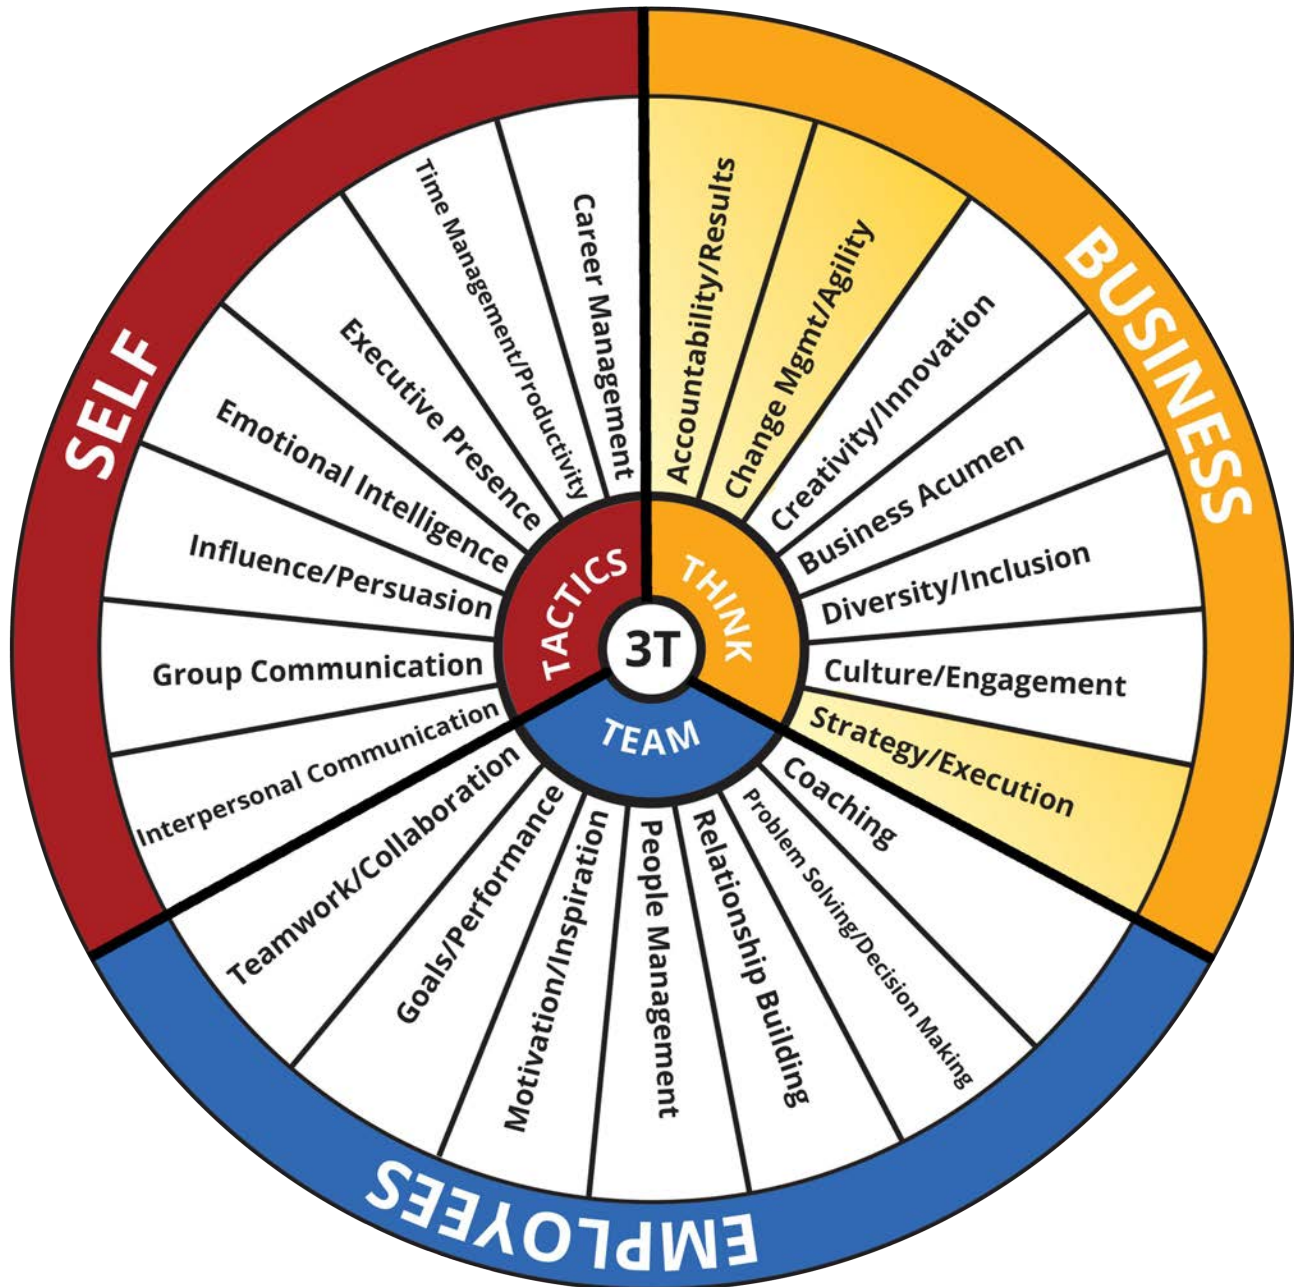 SELF
BUSINESS
EMPLOYEES
TACTICS
THINK
TEAM
3T
Accountability/Results
Change Mgmt/Agility
Creativity/Innovation
Business Acumen
Diversity/Inclusion
Culture/Engagement
Strategy/Execution
Coaching
Problem Solving/Decision Making
Relationship Building
People Management
Motivation/Inspiration
Goals/Performance
Teamwork/Collaboration
Interpersonal Communication
Group Communication
Influence/Persuasion
Emotional Intelligence
Executive Presence
Time Management/Productivity
Career Management